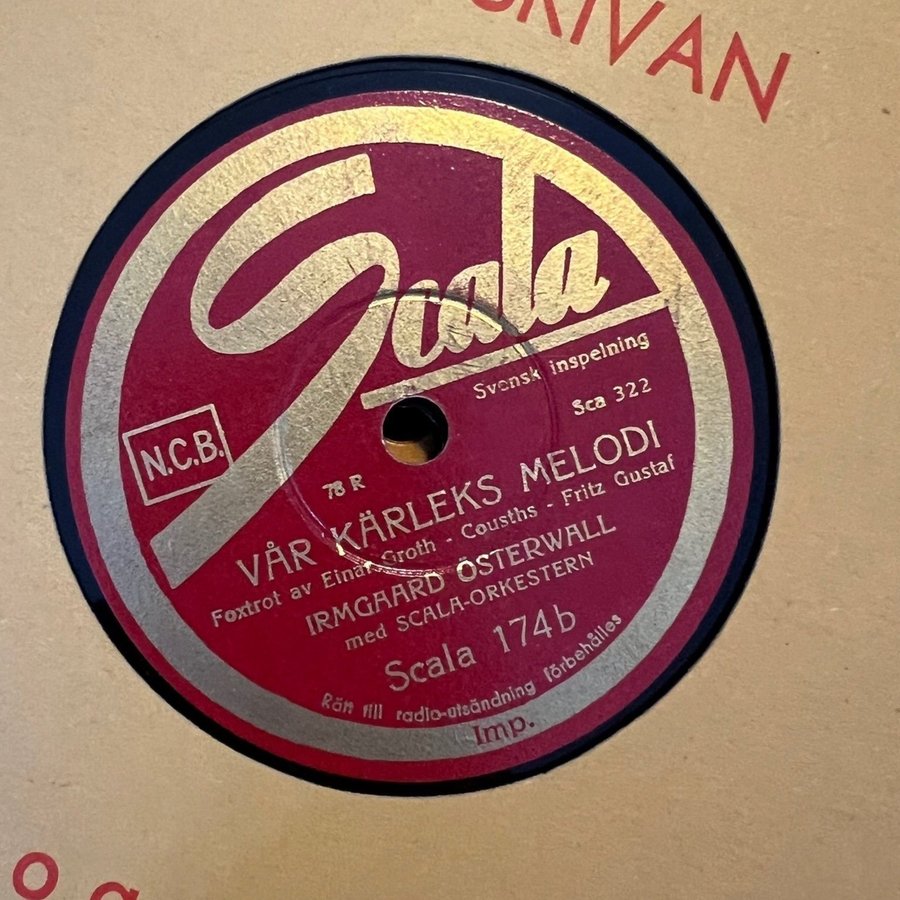 SKIVAN
Scala
Svensk inspelning
Sca 322
N.C.B.
78 R
VÅR KÄRLEKS MELODI
Foxtrot av Einar Groth - Cousths - Fritz Gustaf
IRMGAARD ÖSTERWALL
med SCALA-ORKESTERN
Scala 174b
Rätt till radio-utsändning förbehålles
Imp.